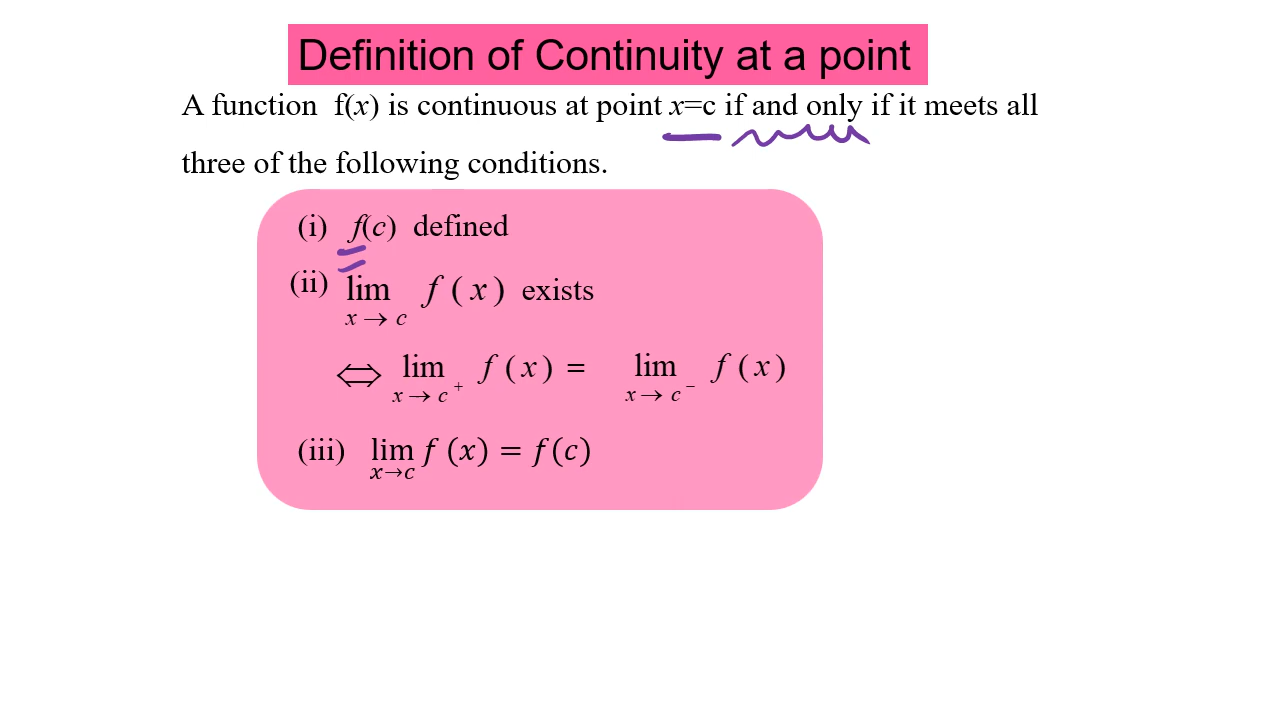 Definition of Continuity at a point
A function f(x) is continuous at point x=c if and only if it meets all
three of the following conditions.
(i) f(c) defined
(ii) lim x → c f ( x ) exists
⇔ lim x → c⁺ f ( x ) = lim x → c⁻ f ( x )
(iii) lim x→c f (x) = f(c)